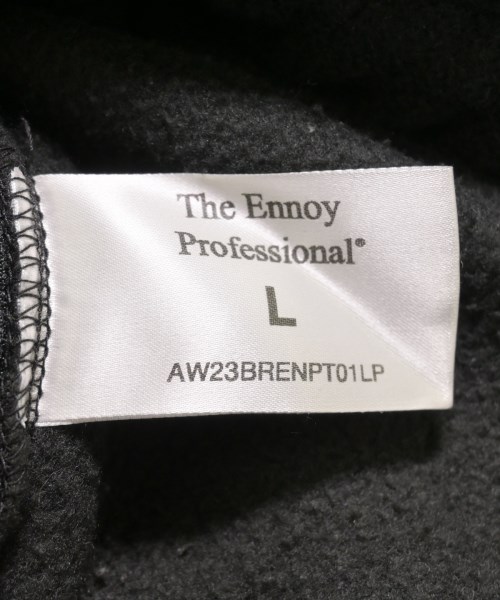 The Ennoy
Professional®
L
AW23BRENPT01LP